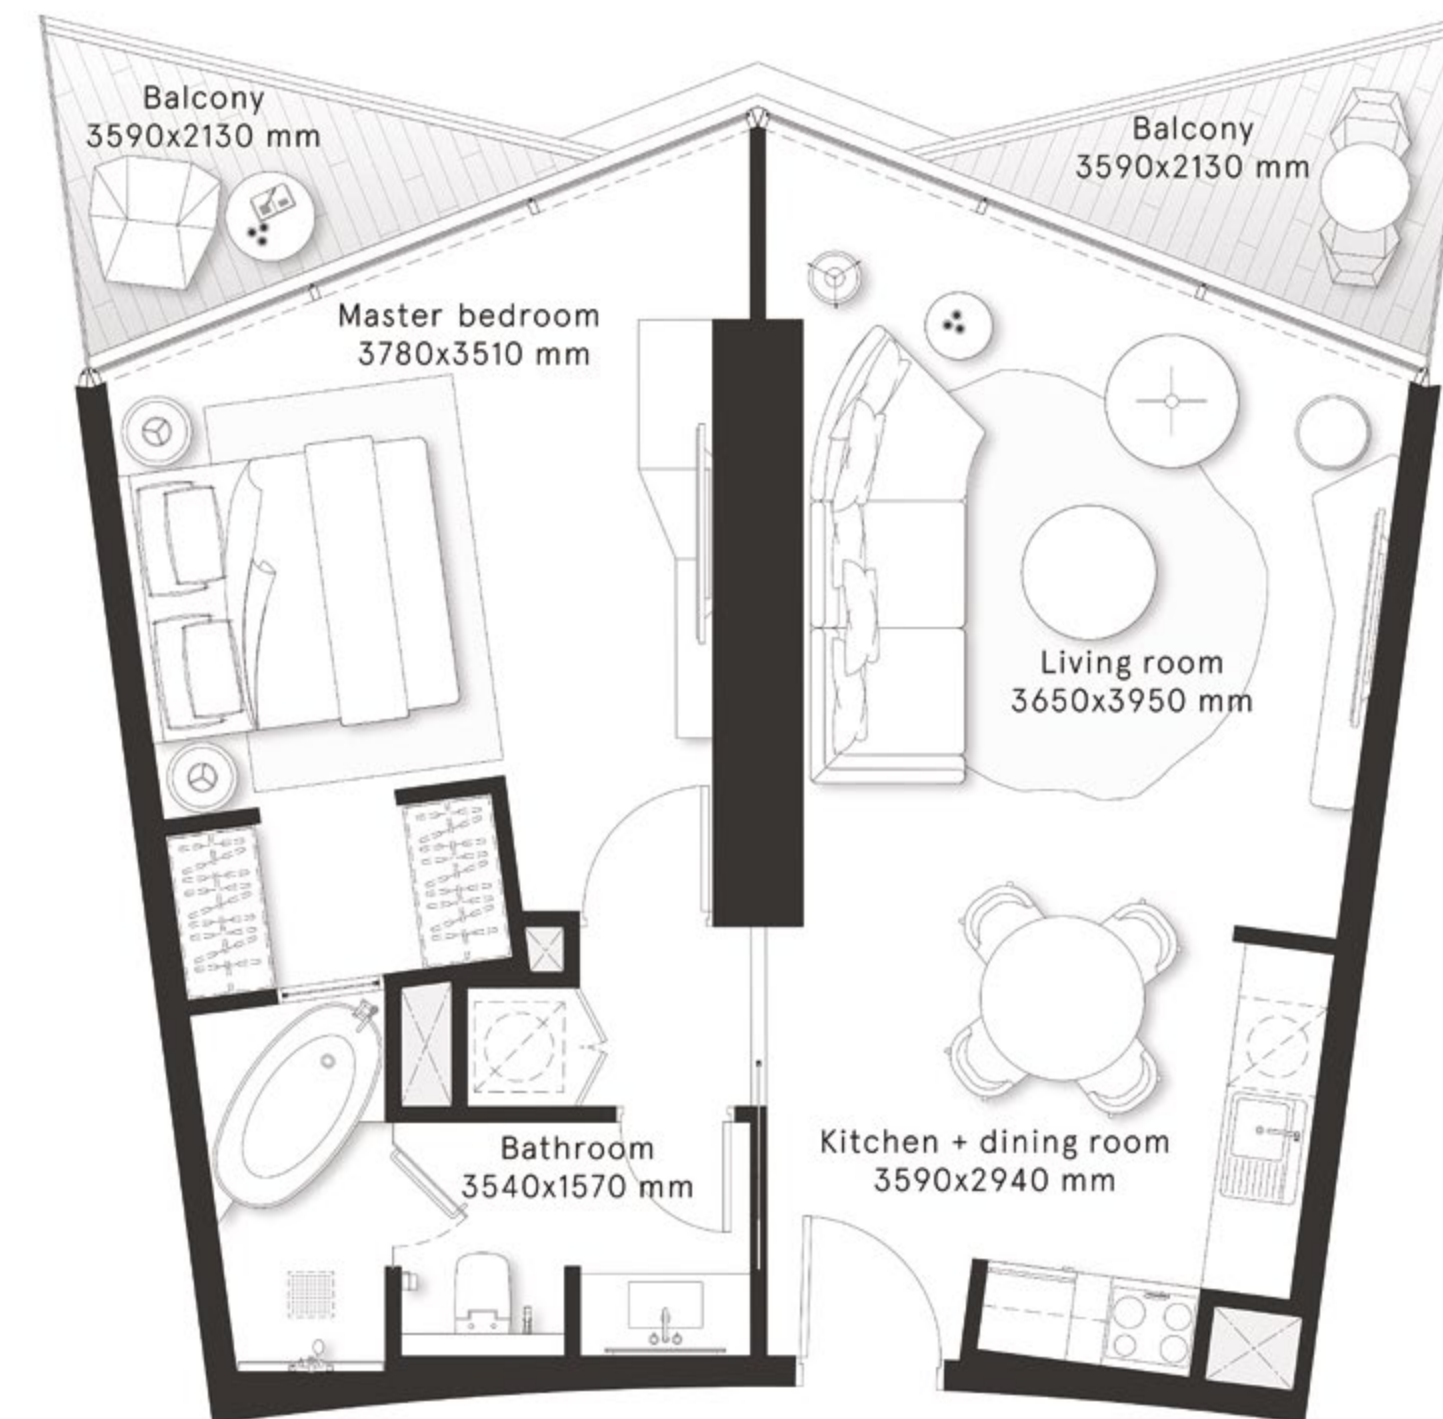 Balcony
3590x2130 mm
Balcony
3590x2130 mm
Master bedroom
3780x3510 mm
Living room
3650x3950 mm
Kitchen + dining room
3590x2940 mm
Bathroom
3540x1570 mm